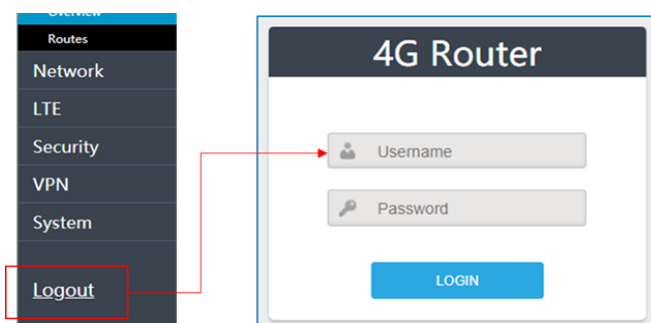 Overview
Routes
Network
LTE
Security
VPN
System
Logout
4G Router
Username
Password
LOGIN